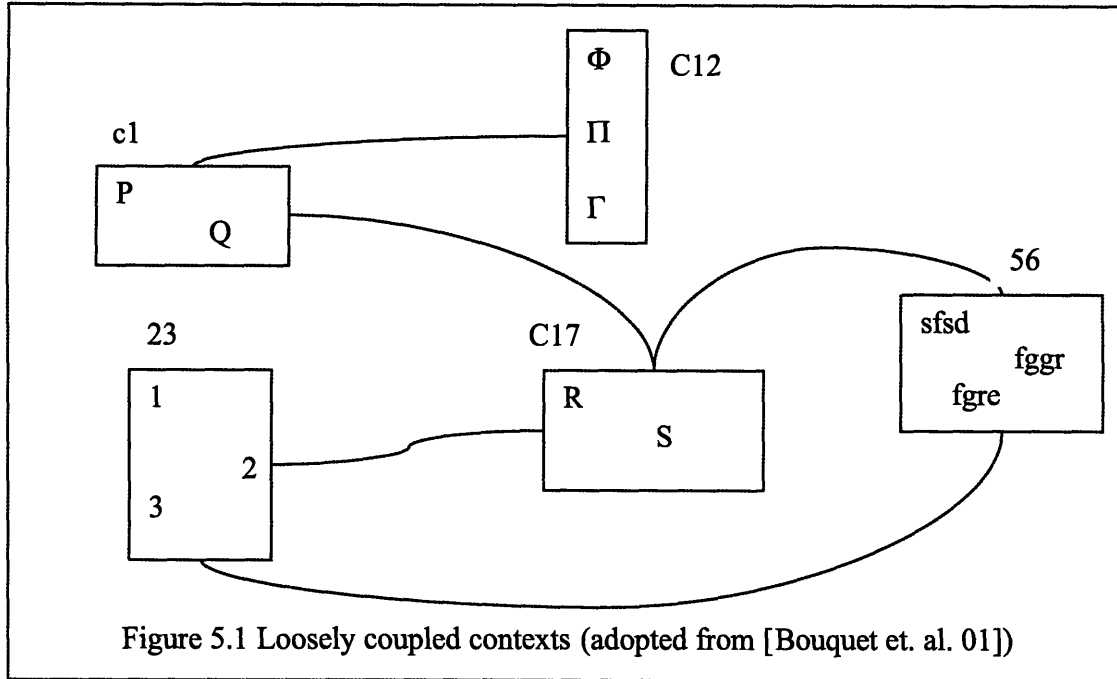 Φ
C12
Π
Γ
c1
P
Q
56
sfsd
fggr
fgre
23
1
2
3
C17
R
S
Figure 5.1 Loosely coupled contexts (adopted from [Bouquet et. al. 01])